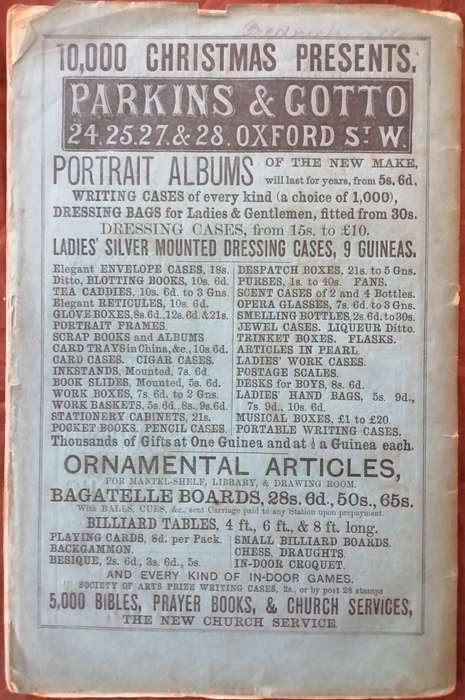 10,000 CHRISTMAS PRESENTS.
PARKINS & GOTTO
24.25.27.& 28. OXFORD ST W.
PORTRAIT ALBUMS OF THE NEW MAKE,
will last for years, from 5s. 6d.
WRITING CASES of every kind (a choice of 1,000),
DRESSING BAGS for Ladies & Gentlemen, fitted from 30s.
DRESSING CASES, from 15s. to £10.
LADIES' SILVER MOUNTED DRESSING CASES, 9 GUINEAS.
Elegant ENVELOPE CASES, 18s.
Ditto, BLOTTING BOOKS, 10s. 6d.
TEA CADDIES, 10s. 6d. to 3 Gns.
Elegant RETICULES, 10s. 6d.
GLOVE BOXES, 8s. 6d., 12s. 6d. & 21s.
PORTRAIT FRAMES.
SCRAP BOOKS and ALBUMS
CARD TRAYS in China, &c., 10s. 6d.
CARD CASES. CIGAR CASES.
INKSTANDS, Mounted, 7s. 6d.
BOOK SLIDES, Mounted, 5s. 6d.
WORK BOXES, 7s. 6d. to 2 Gns.
WORK BASKETS, 5s. 6d., 8s., 9s. 6d.
STATIONERY CABINETS, 21s.
POCKET BOOKS. PENCIL CASES.
DESPATCH BOXES, 21s. to 5 Gns.
PURSES, 1s. to 10s. FANS.
SCENT CASES of 2 and 4 Bottles.
OPERA GLASSES, 7s. 6d. to 3 Gns.
SMELLING BOTTLES, 2s. 6d. to 30s.
JEWEL CASES. LIQUEUR Ditto.
TRINKET BOXES. FLASKS.
ARTICLES IN PEARL.
LADIES' WORK CASES.
POSTAGE SCALES.
DESKS for BOYS, 8s. 6d.
LADIES' HAND BAGS, 5s. 9d.,
7s. 9d., 10s. 6d.
MUSICAL BOXES, £1 to £20.
PORTABLE WRITING CASES.
Thousands of Gifts at One Guinea and at ½ a Guinea each.
ORNAMENTAL ARTICLES,
FOR MANTEL-SHELF, LIBRARY, & DRAWING ROOM.
BAGATELLE BOARDS, 28s. 6d., 50s., 65s.
With BALLS, CUES, &c., sent Carriage paid to any Station upon prepayment.
BILLIARD TABLES, 4 ft., 6 ft., & 8 ft. long.
PLAYING CARDS, 8d. per Pack.
BACKGAMMON.
BESIQUE, 2s. 6d., 3s. 6d., 5s.
SMALL BILLIARD BOARDS.
CHESS, DRAUGHTS.
IN-DOOR CROQUET.
AND EVERY KIND OF IN-DOOR GAMES.
SOCIETY OF ARTS PRIZE WRITING CASES, 2s., or by post 28 stamps
5,000 BIBLES, PRAYER BOOKS, & CHURCH SERVICES,
THE NEW CHURCH SERVICE.